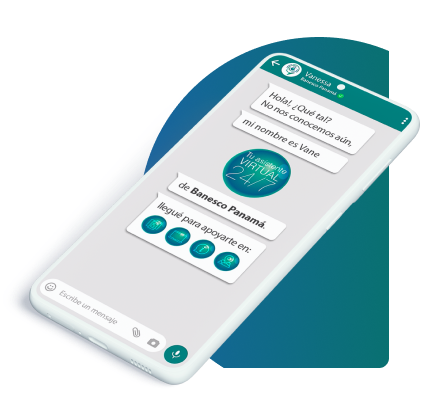 Vanessa
Banesco Panamá
Hola!, ¿Qué tal?
No nos conocemos aún,
mi nombre es Vane
Tu asistente
VIRTUAL
24/7
de Banesco Panamá.
llegué para apoyarte en:
Escribe un mensaje